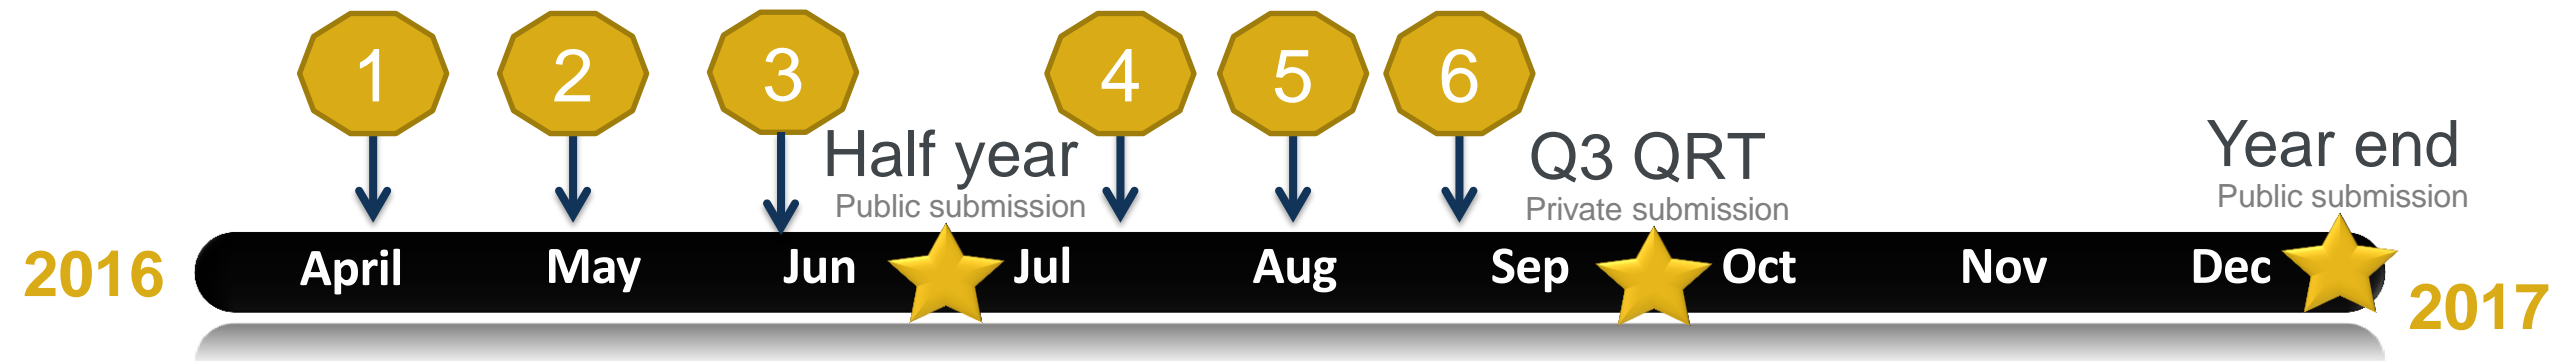 1 2 3 4 5 6
Half year
Public submission
Q3 QRT
Private submission
Year end
Public submission
2016 April May Jun Jul Aug Sep Oct Nov Dec 2017